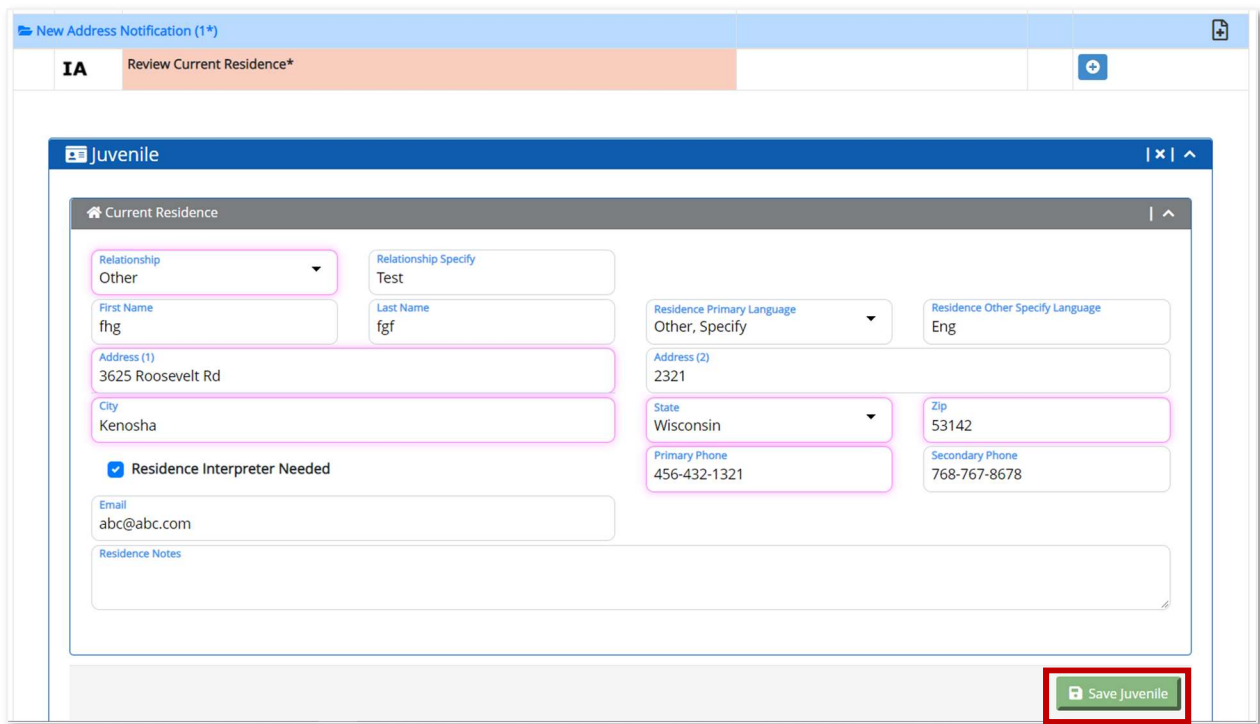 New Address Notification (1*)
IA Review Current Residence*
Juvenile
Current Residence
Relationship
Other
Relationship Specify
Test
First Name
fhg
Last Name
fgf
Residence Primary Language
Other, Specify
Residence Other Specify Language
Eng
Address (1)
3625 Roosevelt Rd
Address (2)
2321
City
Kenosha
State
Wisconsin
Zip
53142
Residence Interpreter Needed
Primary Phone
456-432-1321
Secondary Phone
768-767-8678
Email
abc@abc.com
Residence Notes
Save Juvenile